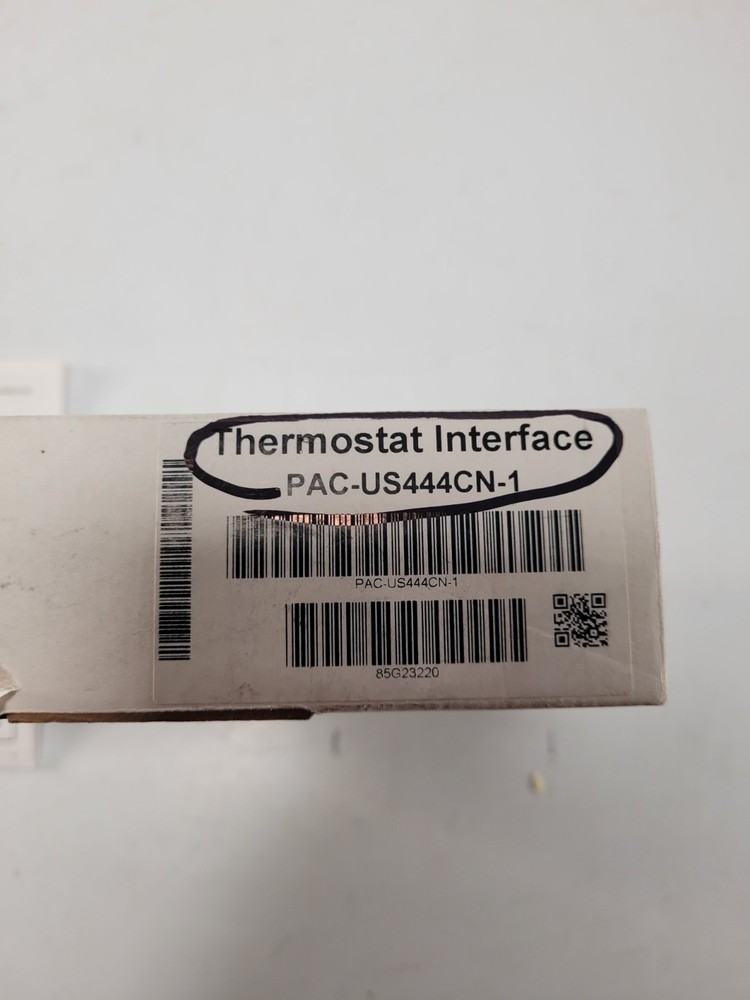 Thermostat Interface
PAC-US444CN-1
PAC-US444CN-1
85G23220